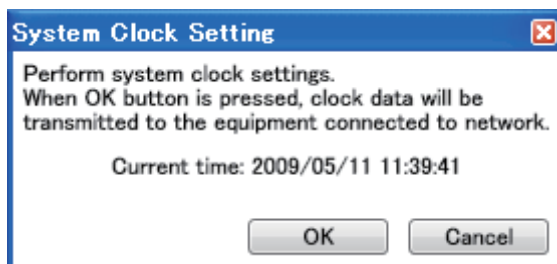 System Clock Setting
Perform system clock settings.
When OK button is pressed, clock data will be
transmitted to the equipment connected to network.
Current time: 2009/05/11 11:39:41
OK Cancel